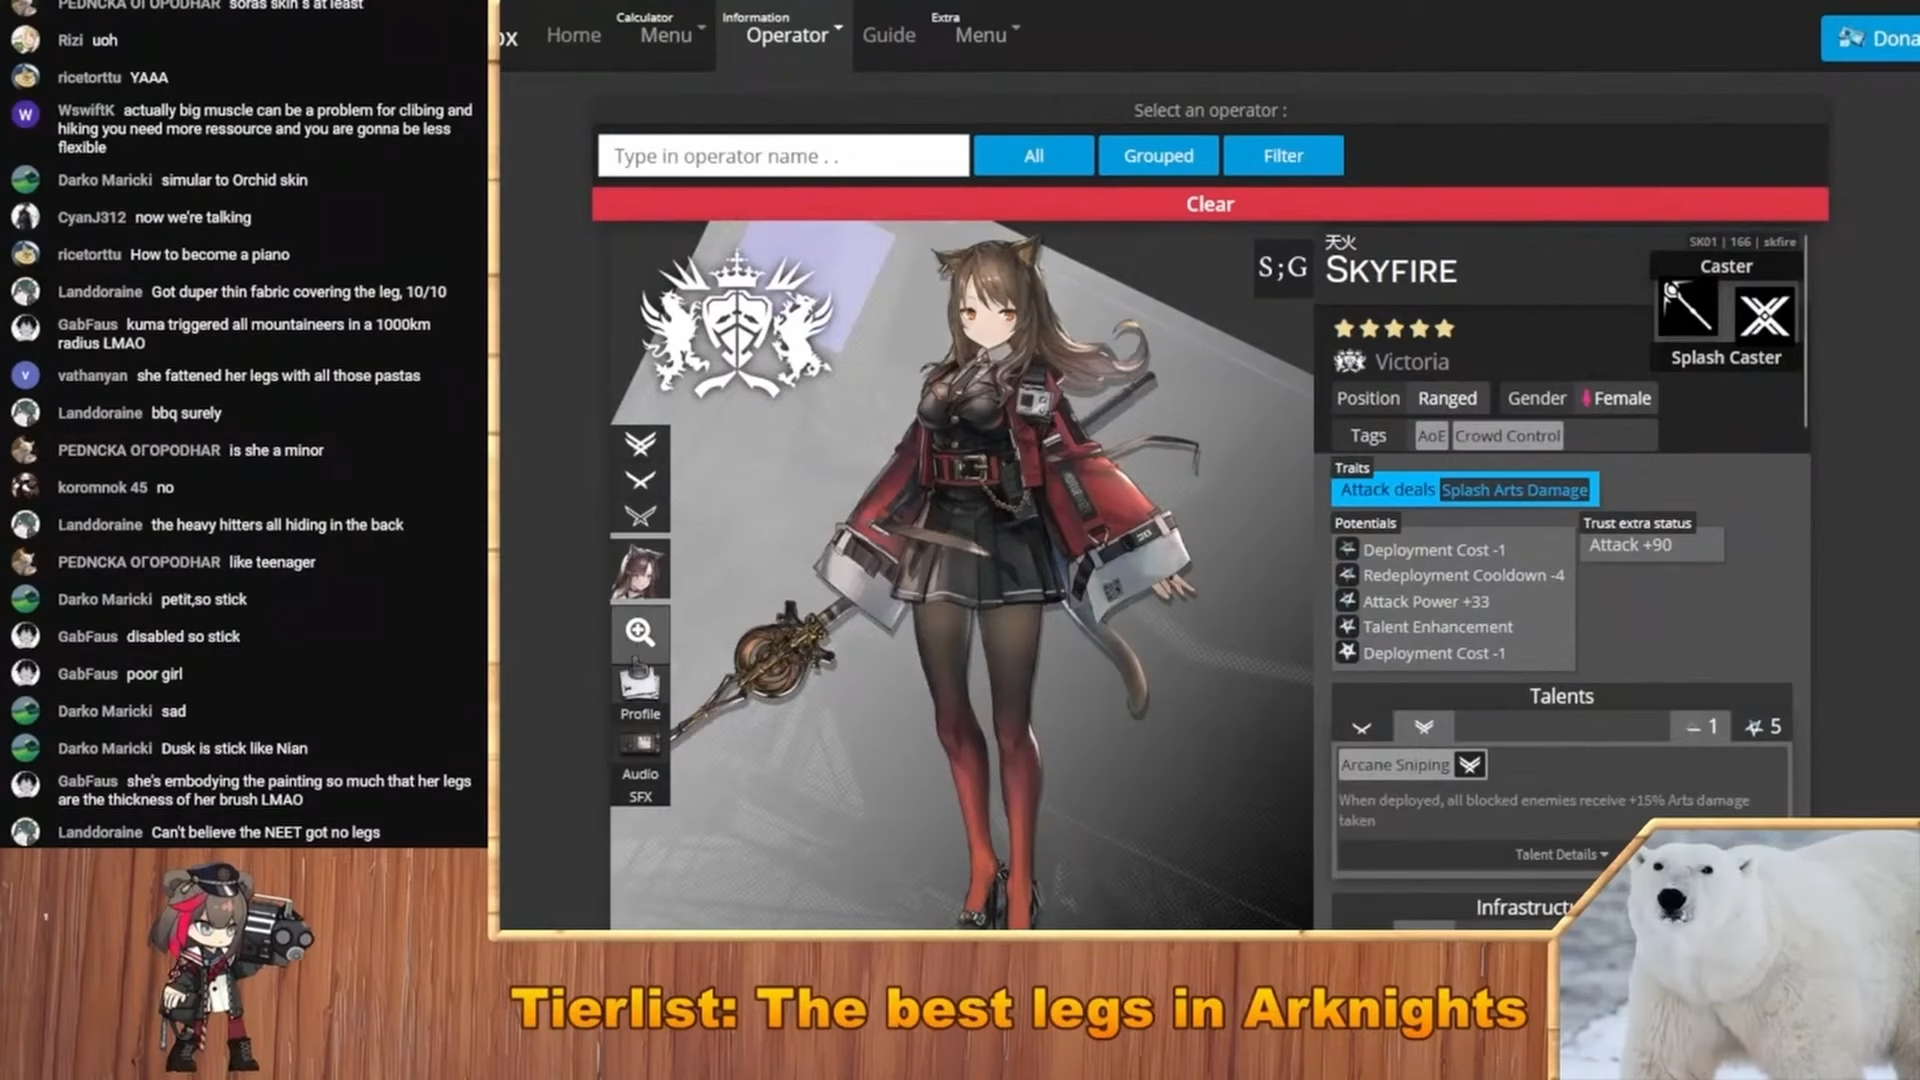 PEDNCKA ОГОРОДНАR soras skin s at least
Rizi uoh
ricetorttu YAAA
W
WswiftK actually big muscle can be a problem for clibing and
hiking you need more ressource and you are gonna be less
flexible
Darko Maricki simular to Orchid skin
CyanJ312 now we're talking
ricetorttu How to become a piano
Landdoraine Got duper thin fabric covering the leg, 10/10
GabFaus kuma triggered all mountaineers in a 1000km
radius LMAO
v
vathanyan she fattened her legs with all those pastas
Landdoraine bbq surely
PEDNCKA ОГОРОДНАR is she a minor
koromnok 45 no
Landdoraine the heavy hitters all hiding in the back
PEDNCKA ОГОРОДНАR like teenager
Darko Maricki petit,so stick
GabFaus disabled so stick
GabFaus poor girl
Darko Maricki sad
Darko Maricki Dusk is stick like Nian
GabFaus she's embodying the painting so much that her legs
are the thickness of her brush LMAO
Landdoraine Can't believe the NEET got no legs
ox
Home
Calculator
Menu
Information
Operator
Guide
Extra
Menu
Dona
Select an operator :
Type in operator name . .
All
Grouped
Filter
Clear
S;G
天火
SKYFIRE
SK01 | 166 | skfire
Caster
Splash Caster
Victoria
Position Ranged
Gender Female
Tags AoE Crowd Control
Traits
Attack deals Splash Arts Damage
Potentials
Deployment Cost -1
Redeployment Cooldown -4
Attack Power +33
Talent Enhancement
Deployment Cost -1
Trust extra status
Attack +90
Talents
1
5
Arcane Sniping
When deployed, all blocked enemies receive +15% Arts damage
taken
Talent Details
Infrastructu
Profile
Audio
SFX
20
Tierlist: The best legs in Arknights